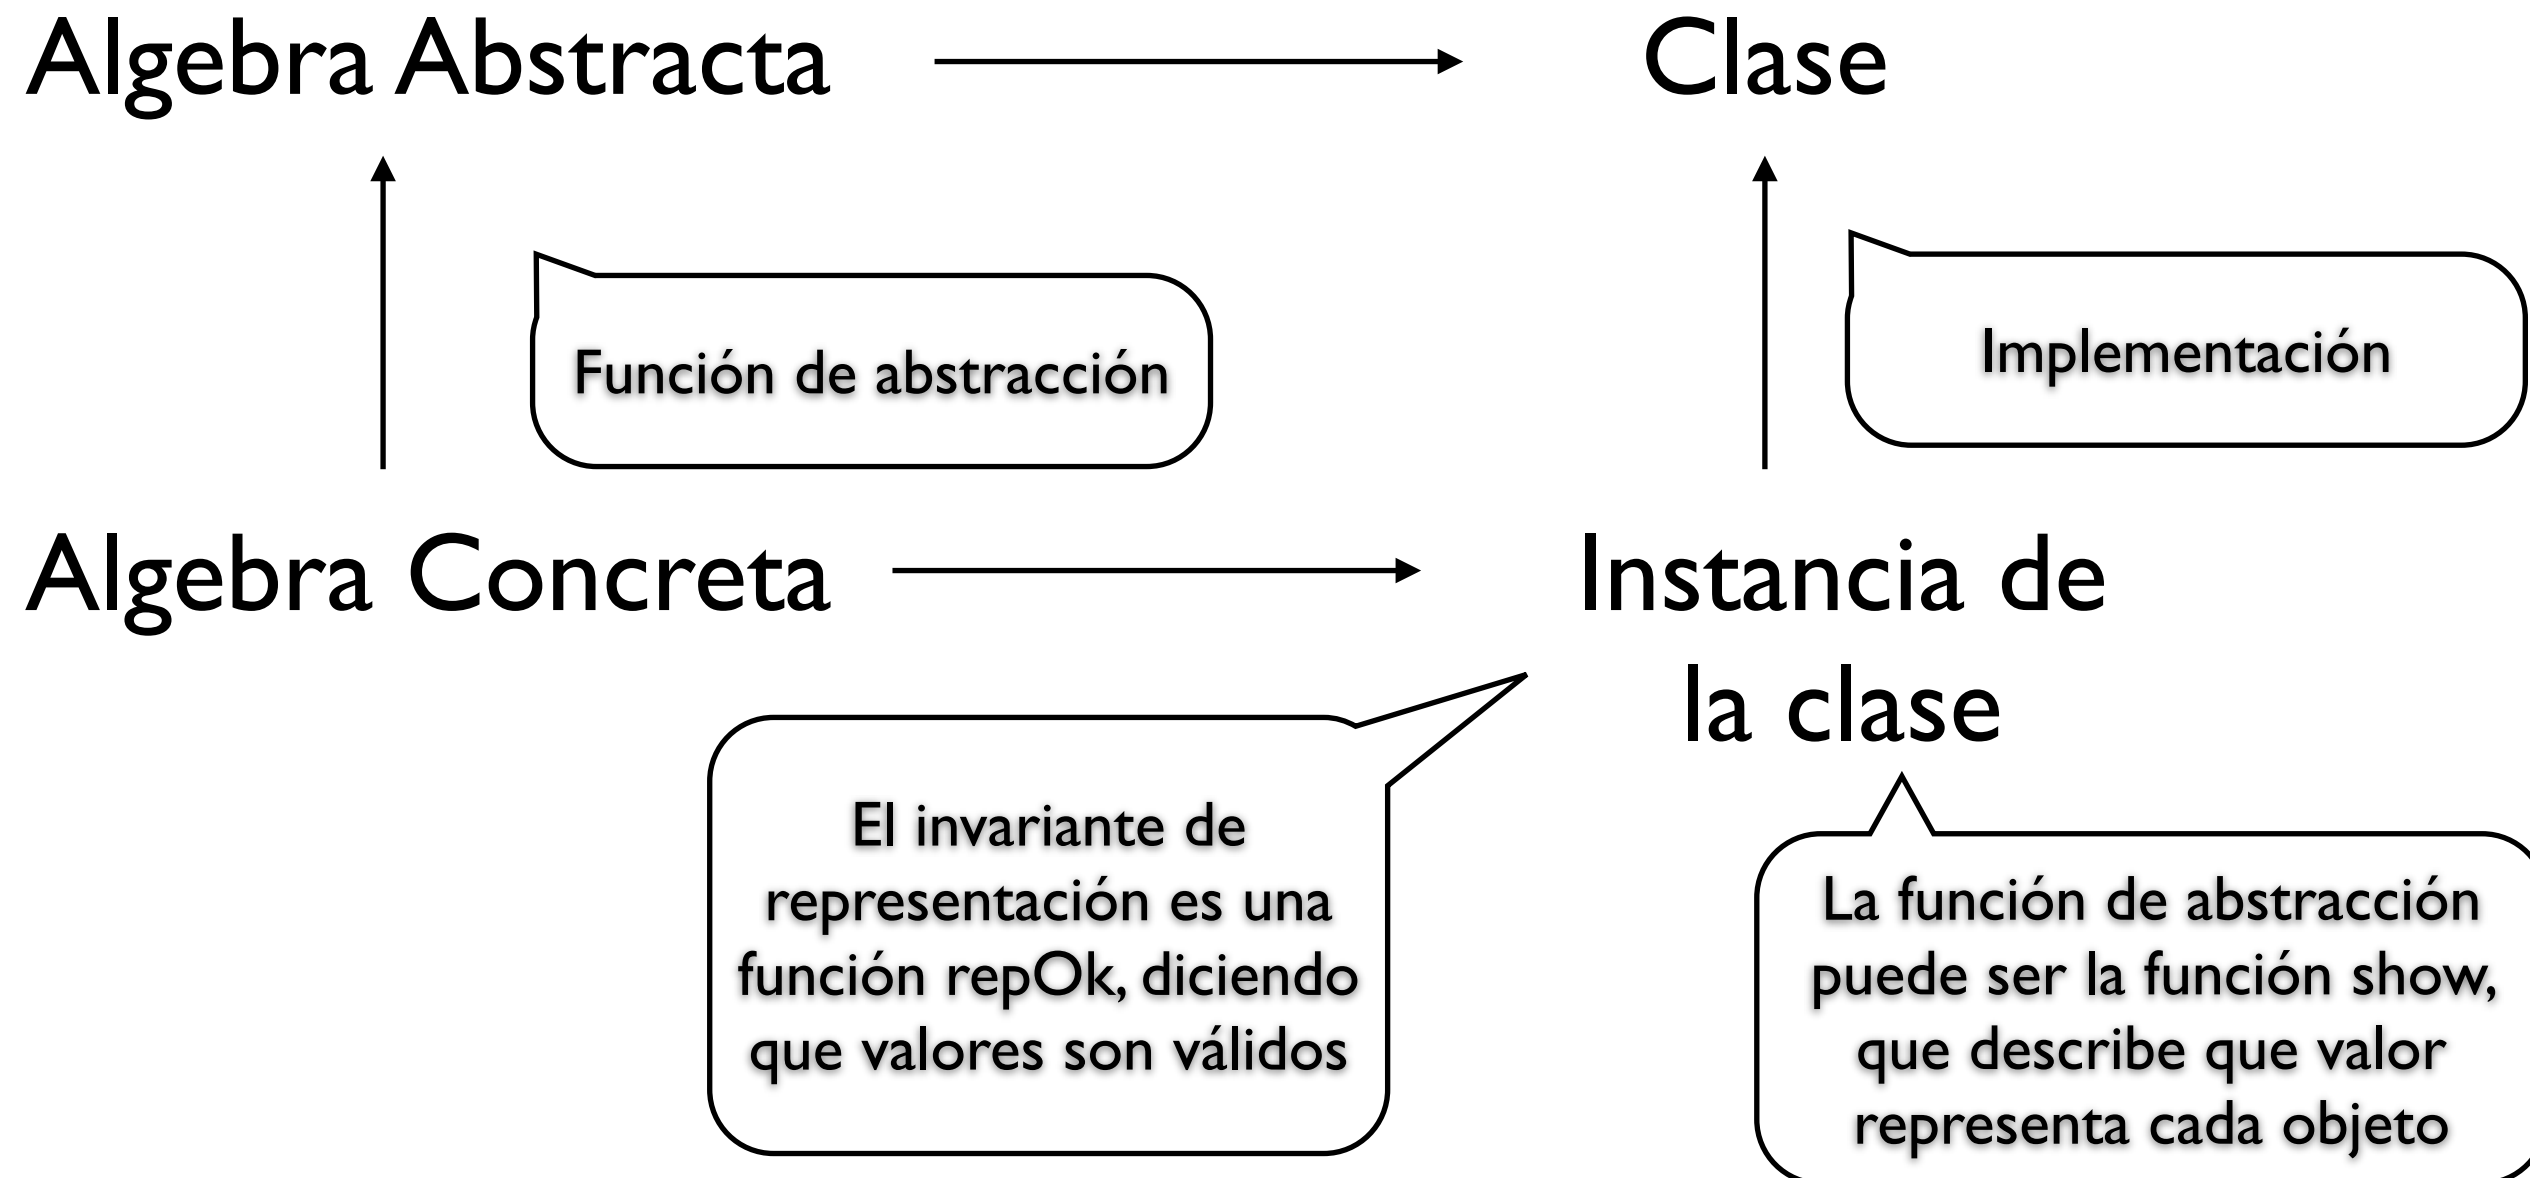 Algebra Abstracta
Clase
Función de abstracción
Implementación
Algebra Concreta
Instancia de
la clase
El invariante de
representación es una
función repOk, diciendo
que valores son válidos
La función de abstracción
puede ser la función show,
que describe que valor
representa cada objeto